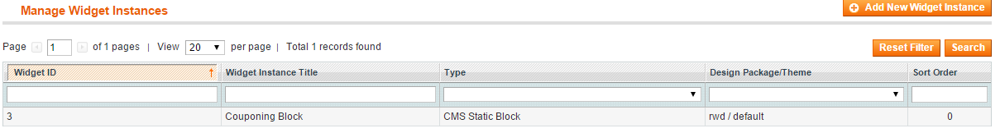 Manage Widget Instances
Add New Widget Instance
Page 1 of 1 pages | View 20 per page | Total 1 records found
Reset Filter Search
Widget ID Widget Instance Title Type Design Package/Theme Sort Order
3 Couponing Block CMS Static Block rwd / default 0